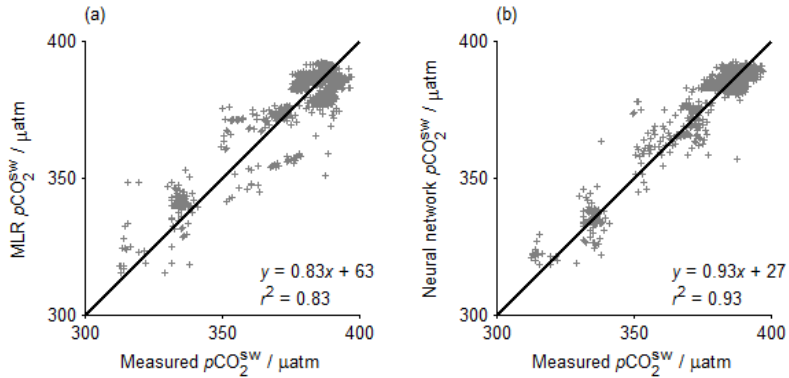 (a)
400
350
300
MLR pCO₂ˢʷ / μatm
y = 0.83x + 63
r² = 0.83
300 350 400
Measured pCO₂ˢʷ / μatm
(b)
400
350
300
Neural network pCO₂ˢʷ / μatm
y = 0.93x + 27
r² = 0.93
300 350 400
Measured pCO₂ˢʷ / μatm